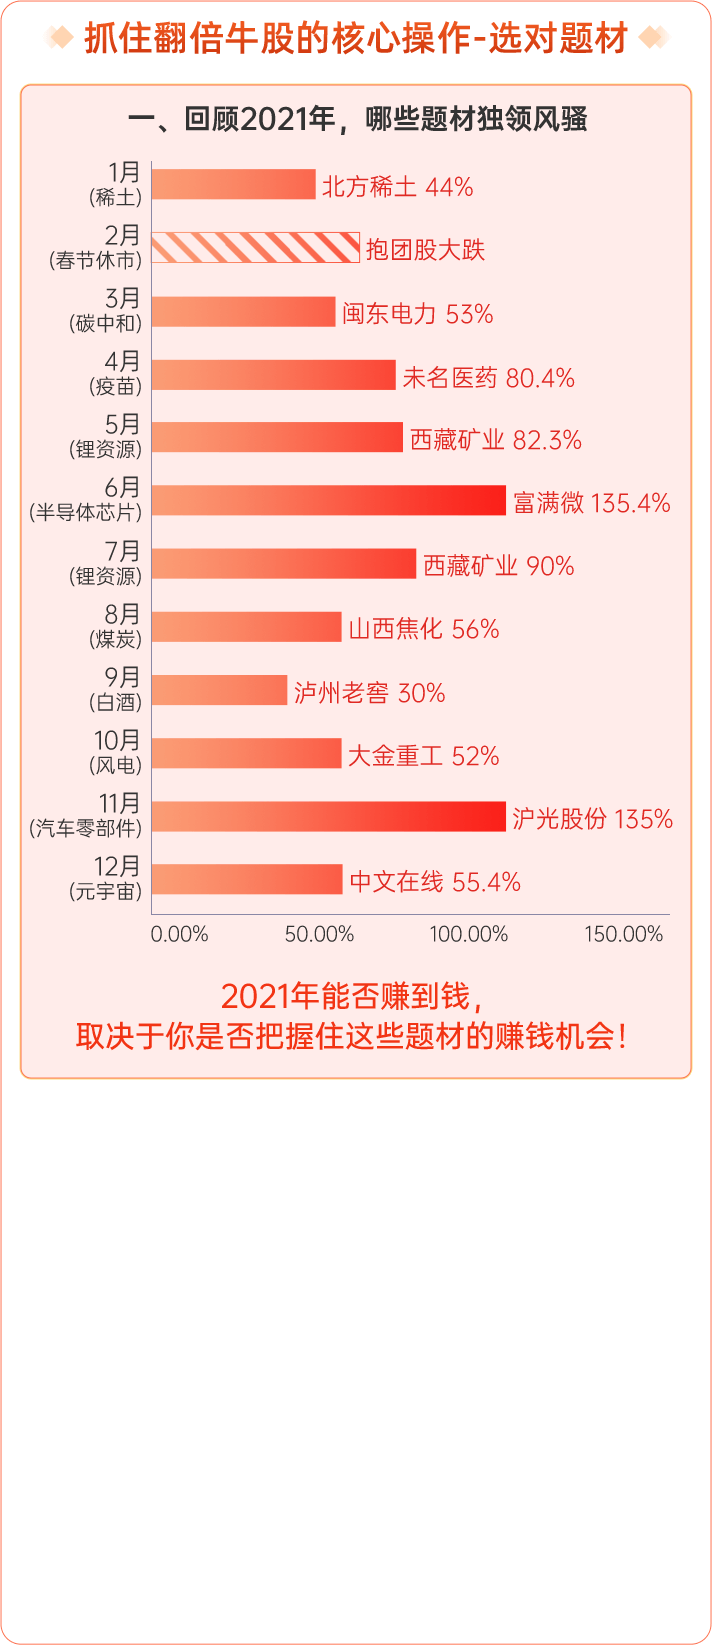 抓住翻倍牛股的核心操作-选对题材
一、回顾2021年，哪些题材独领风骚
1月
(稀土)
北方稀土 44%
2月
(春节休市)
抱团股大跌
3月
(碳中和)
闽东电力 53%
4月
(疫苗)
未名医药 80.4%
5月
(锂资源)
西藏矿业 82.3%
6月
(半导体芯片)
富满微 135.4%
7月
(锂资源)
西藏矿业 90%
8月
(煤炭)
山西焦化 56%
9月
(白酒)
泸州老窖 30%
10月
(风电)
大金重工 52%
11月
(汽车零部件)
沪光股份 135%
12月
(元宇宙)
中文在线 55.4%
0.00% 50.00% 100.00% 150.00%
2021年能否赚到钱，
取决于你是否把握住这些题材的赚钱机会！